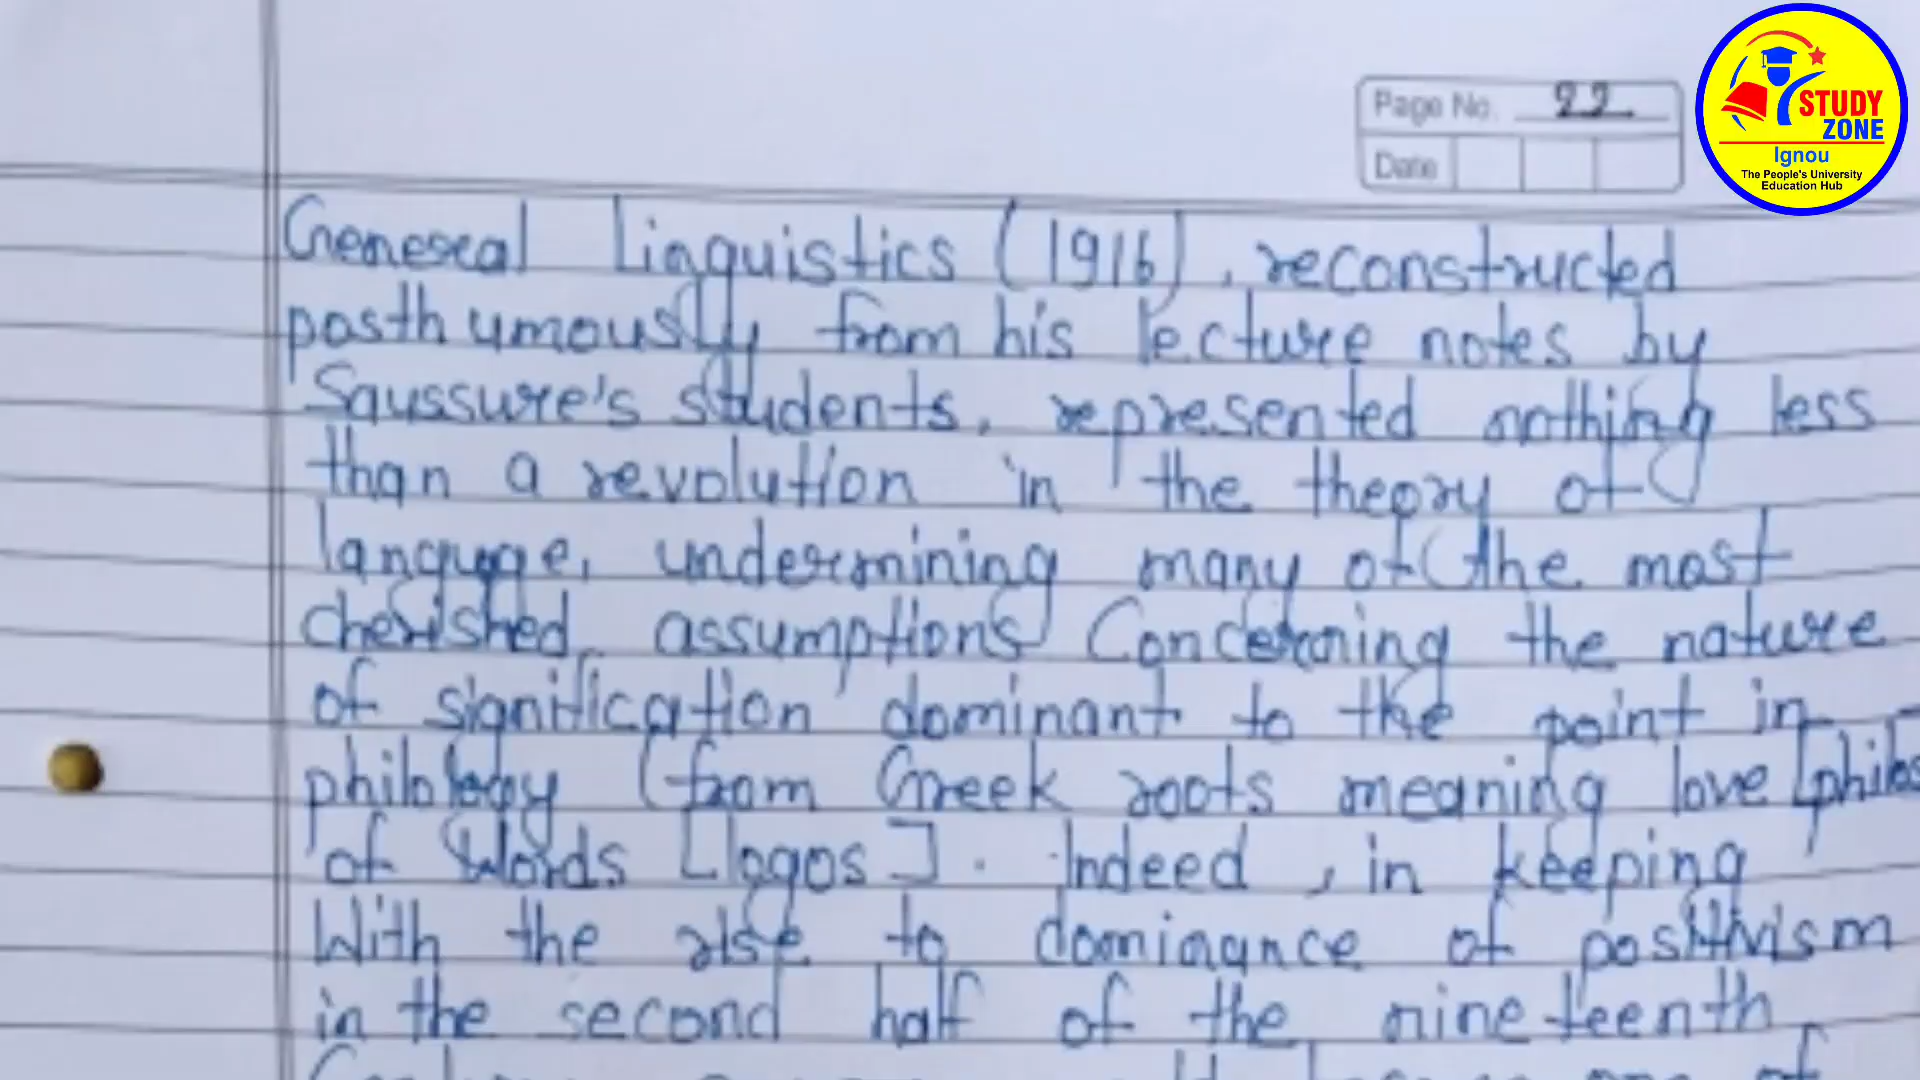 Page No. 22
Date
STUDY
ZONE
Ignou
The People's University
Education Hub
General Linguistics (1916), reconstructed
posthumously from his lecture notes by
Saussure's students, represented nothing less
than a revolution in the theory of
language, undermining many of the most
cherished assumptions Concerning the nature
of signification dominant to the point in
philology (from Greek roots meaning love [philos
of Words [logos]. Indeed, in keeping
With the rise to dominance of positivism
in the second half of the nineteenth